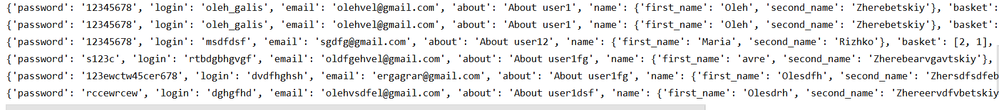 {'password': '12345678', 'login': 'oleh_galis', 'email': 'olehvel@gmail.com', 'about': 'About user1', 'name': {'first_name': 'Oleh', 'second_name': 'Zherebetskiy'}, 'basket':
{'password': '12345678', 'login': 'oleh_galis', 'email': 'olehvel@gmail.com', 'about': 'About user1', 'name': {'first_name': 'Oleh', 'second_name': 'Zherebetskiy'}, 'basket':
{'password': '12345678', 'login': 'msdfdsf', 'email': 'sgdfg@gmail.com', 'about': 'About user12', 'name': {'first_name': 'Maria', 'second_name': 'Rizhko'}, 'basket': [2, 1],
{'password': 's123c', 'login': 'rtbdgbhgvgf', 'email': 'oldfgehvel@gmail.com', 'about': 'About user1fg', 'name': {'first_name': 'avre', 'second_name': 'Zherebearvgavtskiy'},
{'password': '123ewctw45cer678', 'login': 'dvdfhghsh', 'email': 'ergagrar@gmail.com', 'about': 'About user1fg', 'name': {'first_name': 'Olesdfh', 'second_name': 'Zhersdfsdfeb
{'password': 'rccewrcew', 'login': 'dghgfhd', 'email': 'olehvsdfel@gmail.com', 'about': 'About user1dsf', 'name': {'first_name': 'Olesdrh', 'second_name': 'Zhereervdfvbetskiy